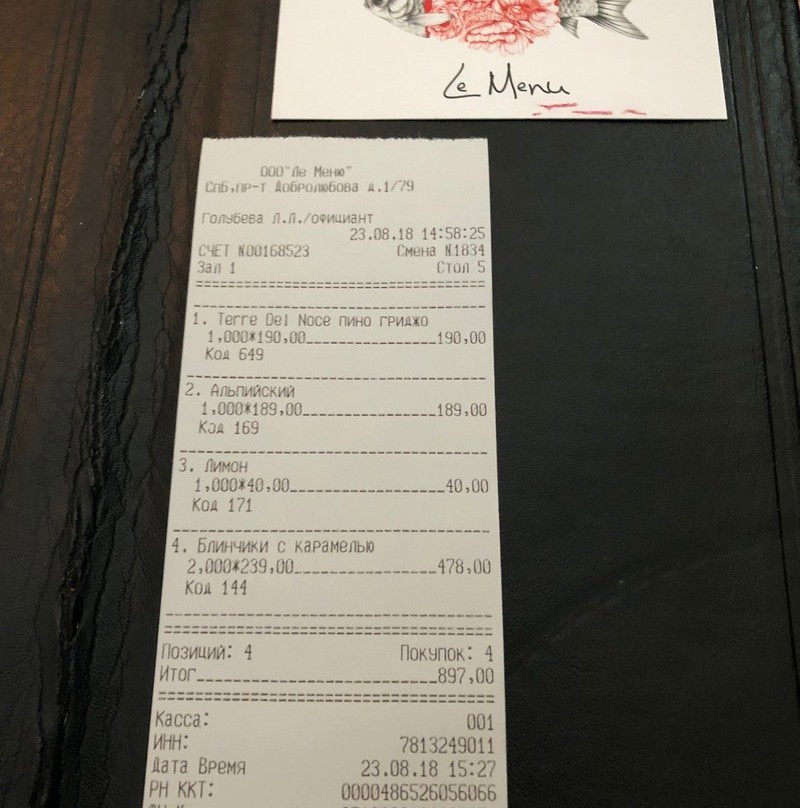 Le Menu
ООО"Ле Меню"
СПб,пр-т Добролюбова д.1/79
Голубева Л.Л./официант
23.08.18 14:58:25
СЧЕТ N00168523 Смена N1834
Зал 1 Стол 5
1. Terre Del Noce пино гриджо
1,000*190,00 190,00
Код 649
2. Альпийский
1,000*189,00 189,00
Код 169
3. Лимон
1,000*40,00 40,00
Код 171
4. Блинчики с карамелью
2,000*239,00 478,00
Код 144
Позиций: 4 Покупок: 4
Итог 897,00
Касса: 001
ИНН: 7813249011
Дата Время 23.08.18 15:27
РН ККТ: 0000486526056066